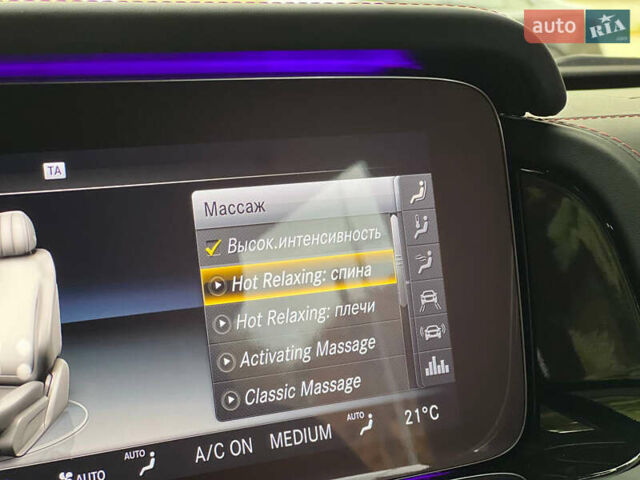 auto RIA
.com
TA
Массаж
Высок.интенсивность
Hot Relaxing: спина
Hot Relaxing: плечи
Activating Massage
Classic Massage
AUTO
AUTO
A/C ON
MEDIUM
AUTO
21°C